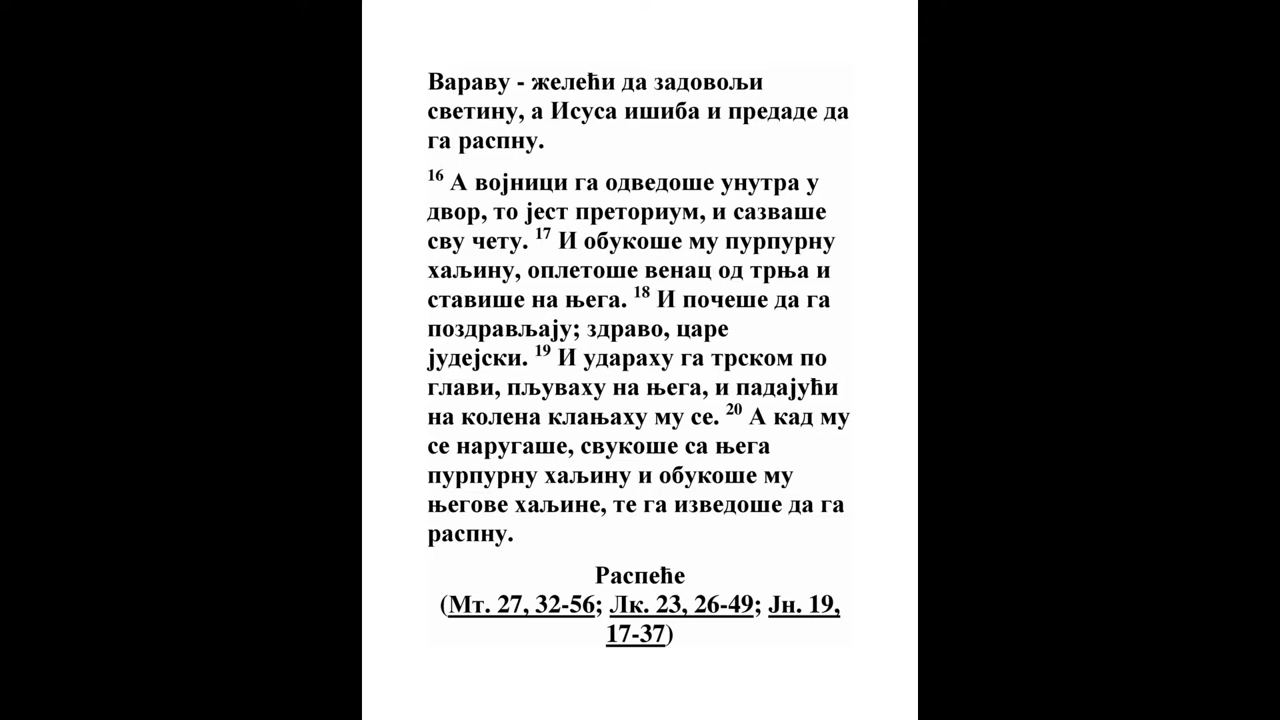 Вараву - желећи да задовољи
светину, а Исуса ишиба и предаде да
га распну.
16 А војници га одведоше унутра у
двор, то јест преториум, и сазваше
сву чету. 17 И обукоше му пурпурну
хаљину, оплетоше венац од трња и
ставише на њега. 18 И почеше да га
поздрављају; здраво, царе
јудејски. 19 И удараху га трском по
глави, пљуваху на њега, и падајући
на колена клањаху му се. 20 А кад му
се наругаше, свукоше са њега
пурпурну хаљину и обукоше му
његове хаљине, те га изведоше да га
распну.
Распеће
(Мт. 27, 32-56; Лк. 23, 26-49; Јн. 19,
17-37)